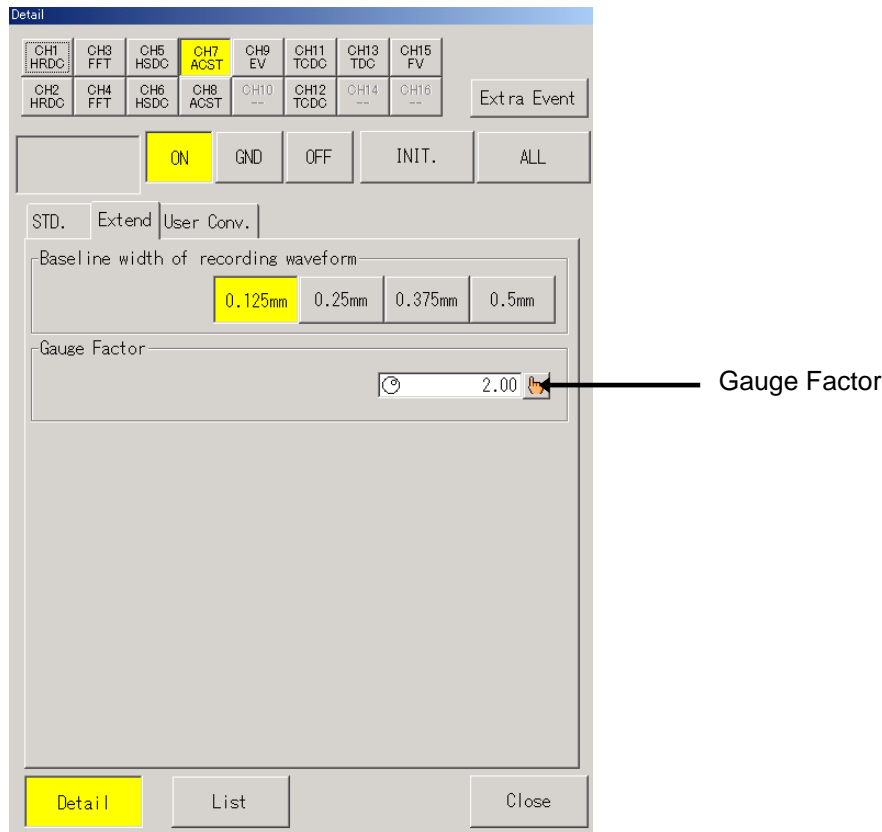 Detail
CH1 CH3 CH5 CH7 CH9 CH11 CH13 CH15
HRDC FFT HSDC ACST EV TCDC TDC FV
CH2 CH4 CH6 CH8 CH10 CH12 CH14 CH16
HRDC FFT HSDC ACST -- TCDC -- --
Extra Event
ON GND OFF INIT. ALL
STD. Extend User Conv.
Baseline width of recording waveform
0.125mm 0.25mm 0.375mm 0.5mm
Gauge Factor
2.00
Gauge Factor
Detail List Close